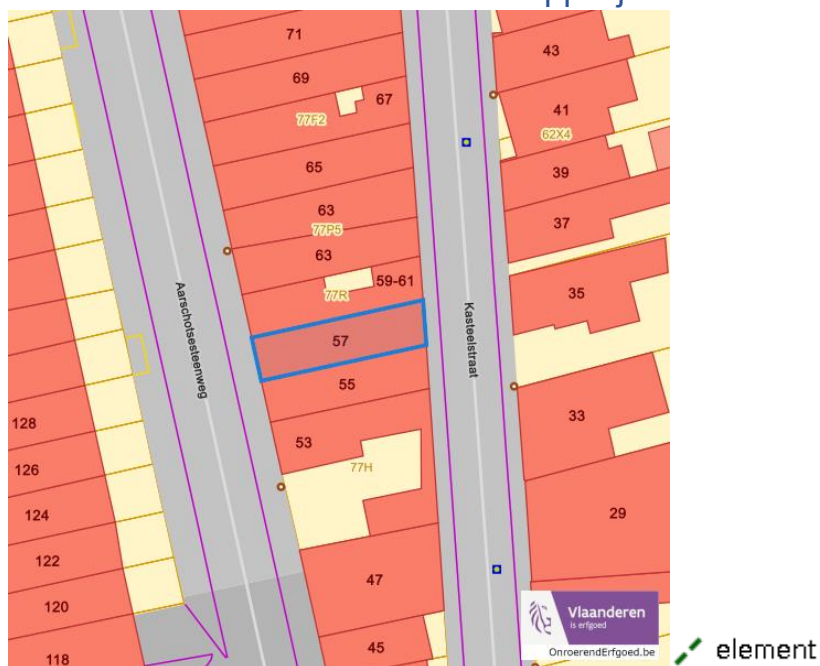 71
43
69
67
41
77F2
62X4
65
39
63
37
77P5
63
59-61
35
77R
Aarschotsesteenweg
Kasteelstraat
57
55
33
128
53
126
77H
124
29
122
47
120
Vlaanderen
is erfgoed
45
OnroerendErfgoed.be
118
element